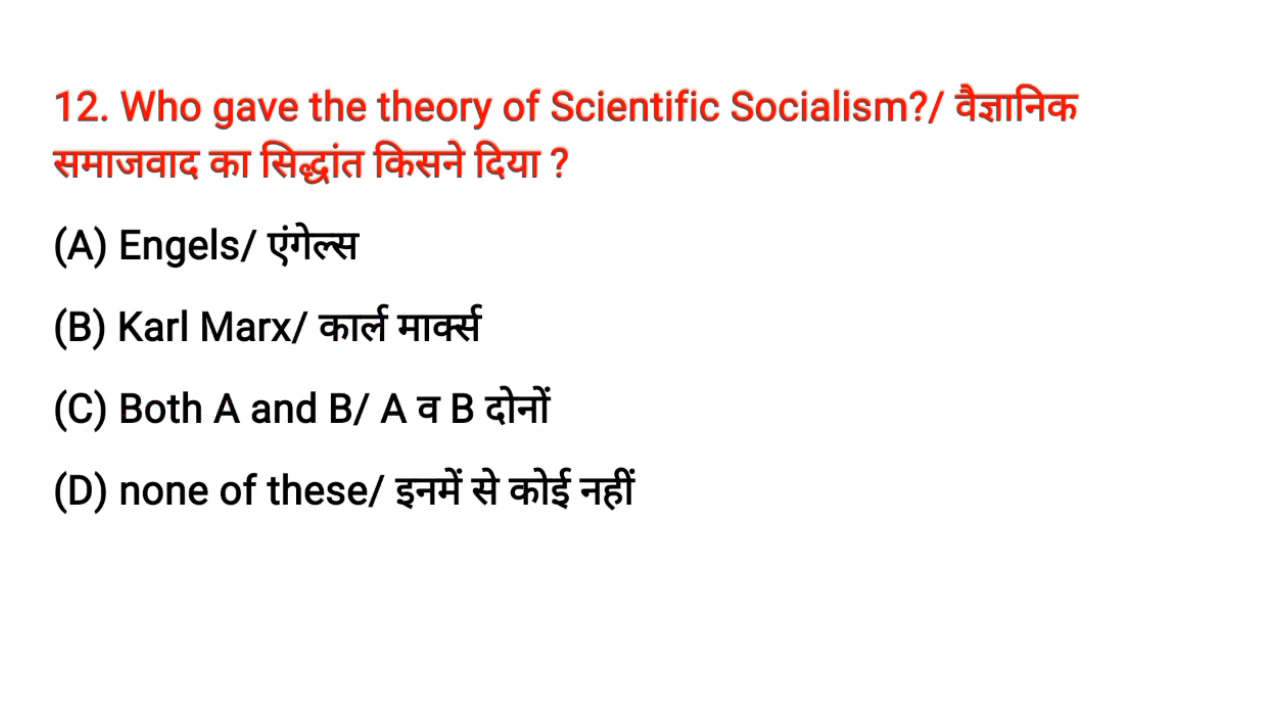 12. Who gave the theory of Scientific Socialism?/ वैज्ञानिक
समाजवाद का सिद्धांत किसने दिया ?
(A) Engels/ एंगेल्स
(B) Karl Marx/ कार्ल मार्क्स
(C) Both A and B/ A व B दोनों
(D) none of these/ इनमें से कोई नहीं